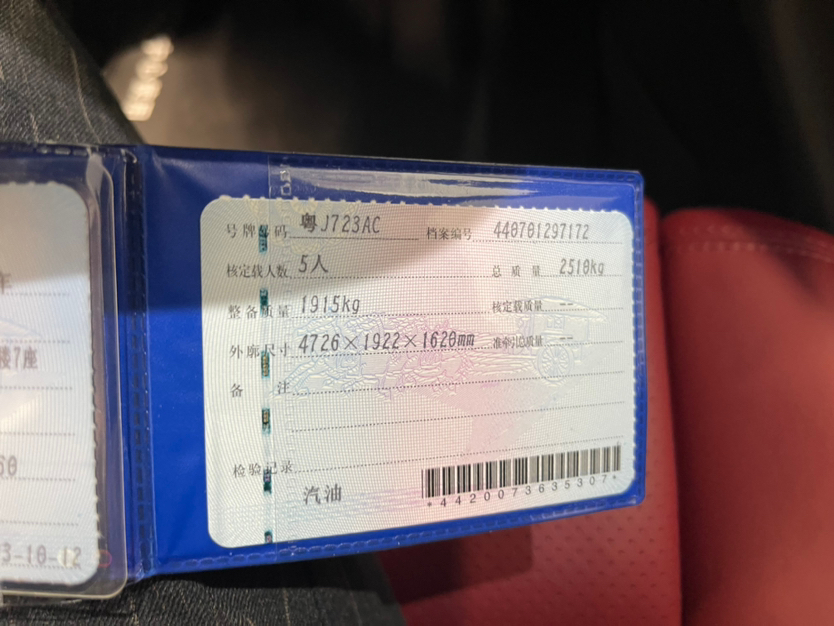 号牌号码 粤J723AC 档案编号 440701297172
核定载人数 5人 总质量 2510kg
整备质量 1915kg 核定载质量 --
外廓尺寸 4726×1922×1620mm 准牵引总质量 --
备注
检验记录
汽油
*4420073635307*
车
楼7座
60
3-10-12